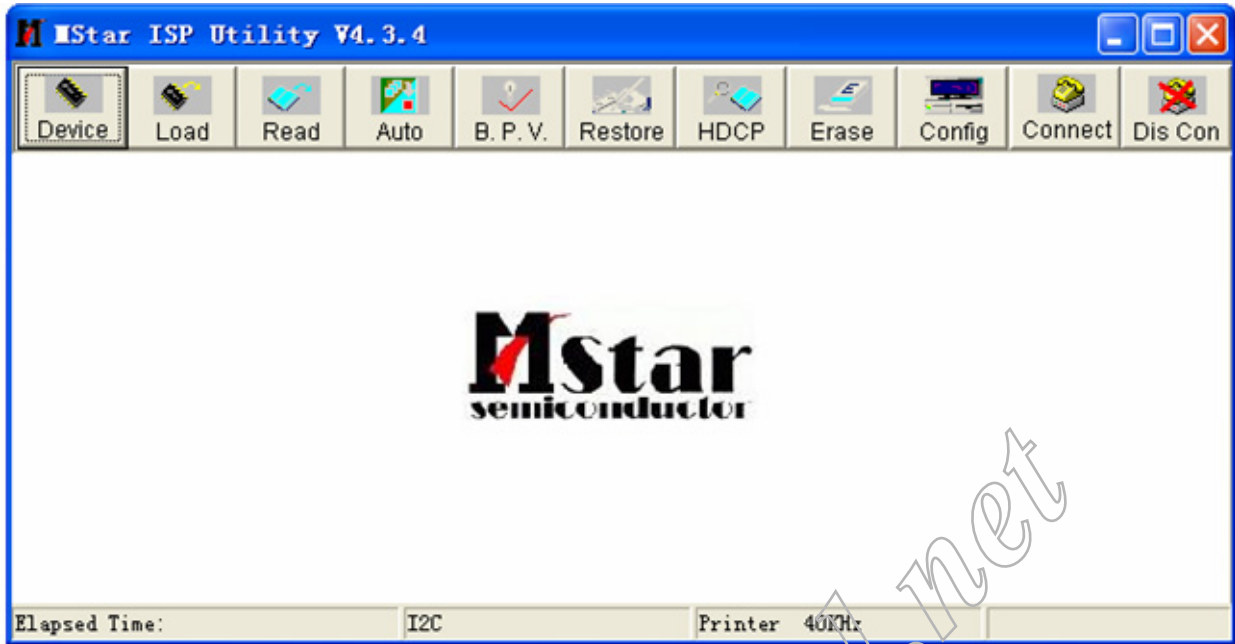 MStar ISP Utility V4.3.4
Device Load Read Auto B.P.V. Restore HDCP Erase Config Connect Dis Con
MStar
semiconductor
.net
Elapsed Time: I2C Printer 40KHz